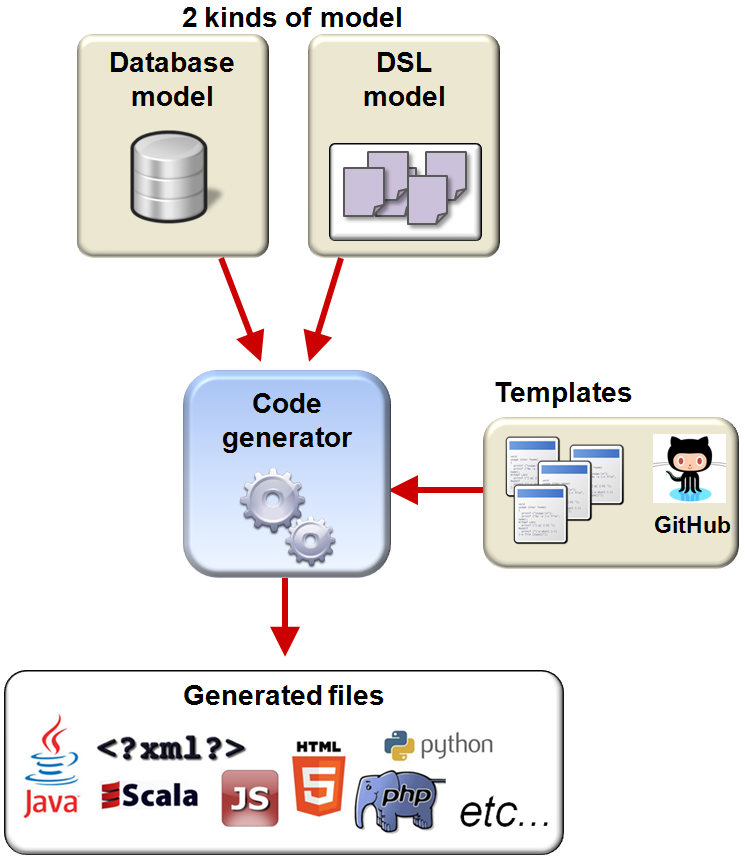 2 kinds of model
Database
model
DSL
model
Code
generator
Templates
GitHub
Generated files
Java
<?xml?>
Scala
JS
HTML
5
python
php
etc...